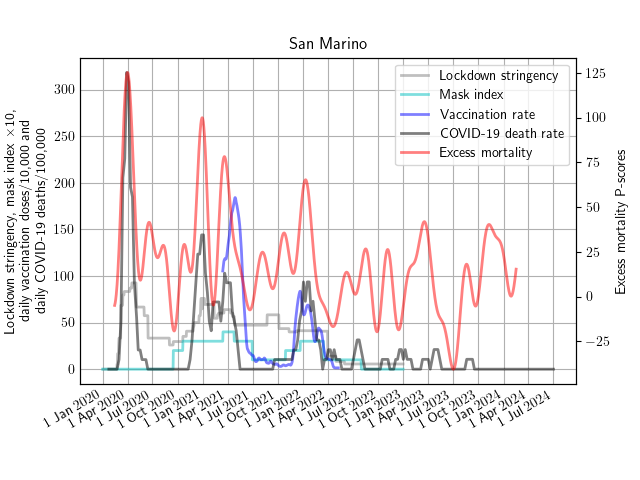 San Marino
Lockdown stringency, mask index ×10,
daily vaccination doses/10,000 and
daily COVID-19 deaths/100,000
300
250
200
150
100
50
0
Lockdown stringency
Mask index
Vaccination rate
COVID-19 death rate
Excess mortality
125
100
75
50
25
0
−25
Excess mortality P-scores
1 Jan 2020
1 Apr 2020
1 Jul 2020
1 Oct 2020
1 Jan 2021
1 Apr 2021
1 Jul 2021
1 Oct 2021
1 Jan 2022
1 Apr 2022
1 Jul 2022
1 Oct 2022
1 Jan 2023
1 Apr 2023
1 Jul 2023
1 Oct 2023
1 Jan 2024
1 Apr 2024
1 Jul 2024